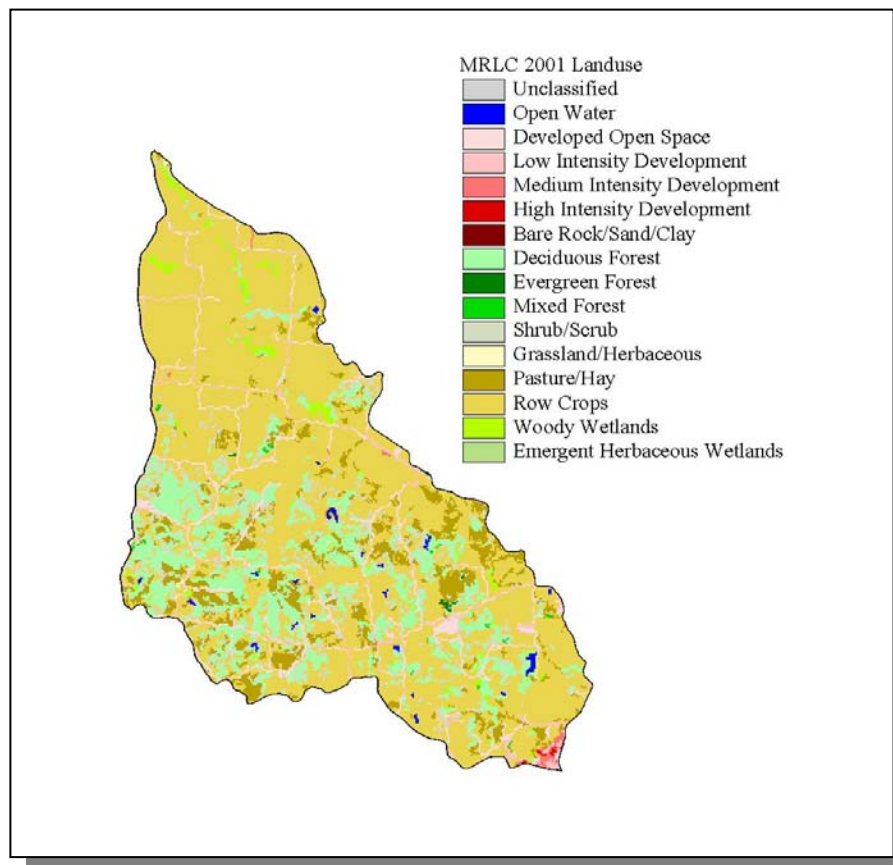 MRLC 2001 Landuse
Unclassified
Open Water
Developed Open Space
Low Intensity Development
Medium Intensity Development
High Intensity Development
Bare Rock/Sand/Clay
Deciduous Forest
Evergreen Forest
Mixed Forest
Shrub/Scrub
Grassland/Herbaceous
Pasture/Hay
Row Crops
Woody Wetlands
Emergent Herbaceous Wetlands